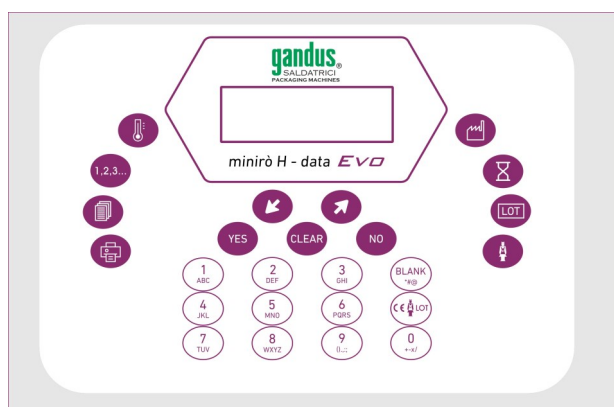 gandus®
SALDATRICI
PACKAGING MACHINES
minirò H - data Evo
1,2,3...
LOT
YES
CLEAR
NO
1
ABC
2
DEF
3
GHI
BLANK
*#@
4
JKL
5
MNO
6
PQRS
CE LOT
7
TUV
8
WXYZ
9
().,:;
0
+-x/